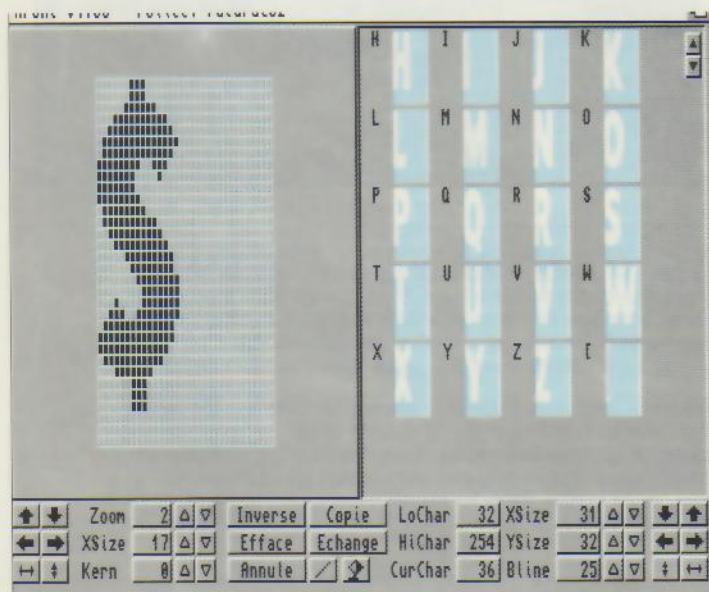 H I J K
H I J K
L M N O
L M N O
P Q R S
P Q R S
T U V W
T U V W
X Y Z [
X Y Z
Zoom 2 Inverse Copie LoChar 32 XSize 31
XSize 17 Efface Echange HiChar 254 YSize 32
Kern 0 Annule CurChar 36 Bline 25